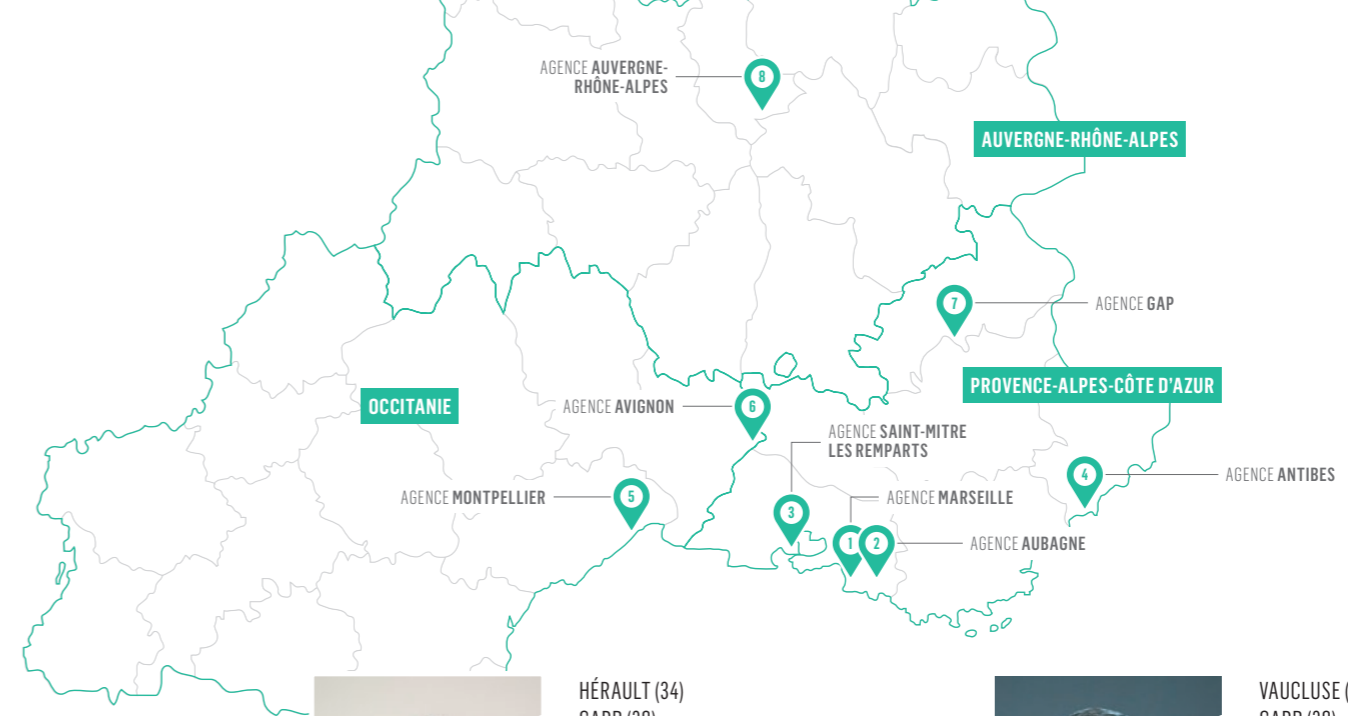 AGENCE AUVERGNE-
RHÔNE-ALPES
8
AUVERGNE-RHÔNE-ALPES
7
AGENCE GAP
PROVENCE-ALPES-CÔTE D'AZUR
OCCITANIE
AGENCE AVIGNON
6
AGENCE SAINT-MITRE
LES REMPARTS
4
AGENCE ANTIBES
AGENCE MONTPELLIER
5
AGENCE MARSEILLE
3
1
2
AGENCE AUBAGNE
HÉRAULT (34)
VAUCLUSE (